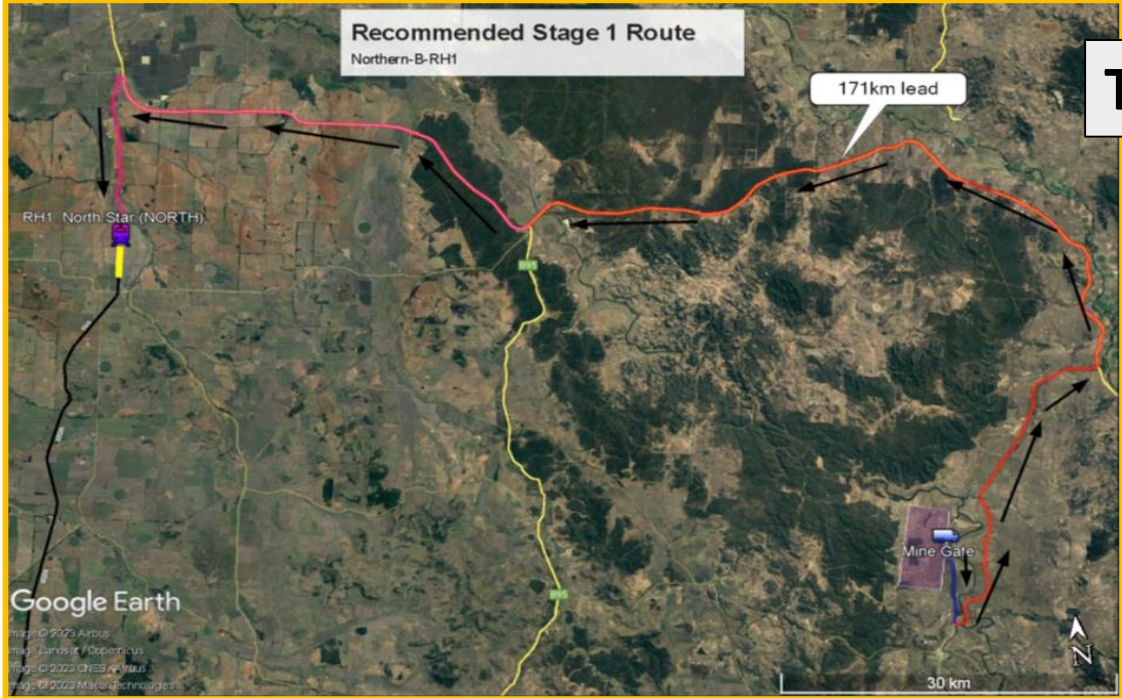 Recommended Stage 1 Route
Northern-B-RH1
171km lead
T
RH1 North Star (NORTH)
B95
Mine Gate
B95
Google Earth
Image © 2023 Airbus
Image Landsat / Copernicus
Image © 2023 CNES / Airbus
Image © 2023 Maxar Technologies
N
30 km